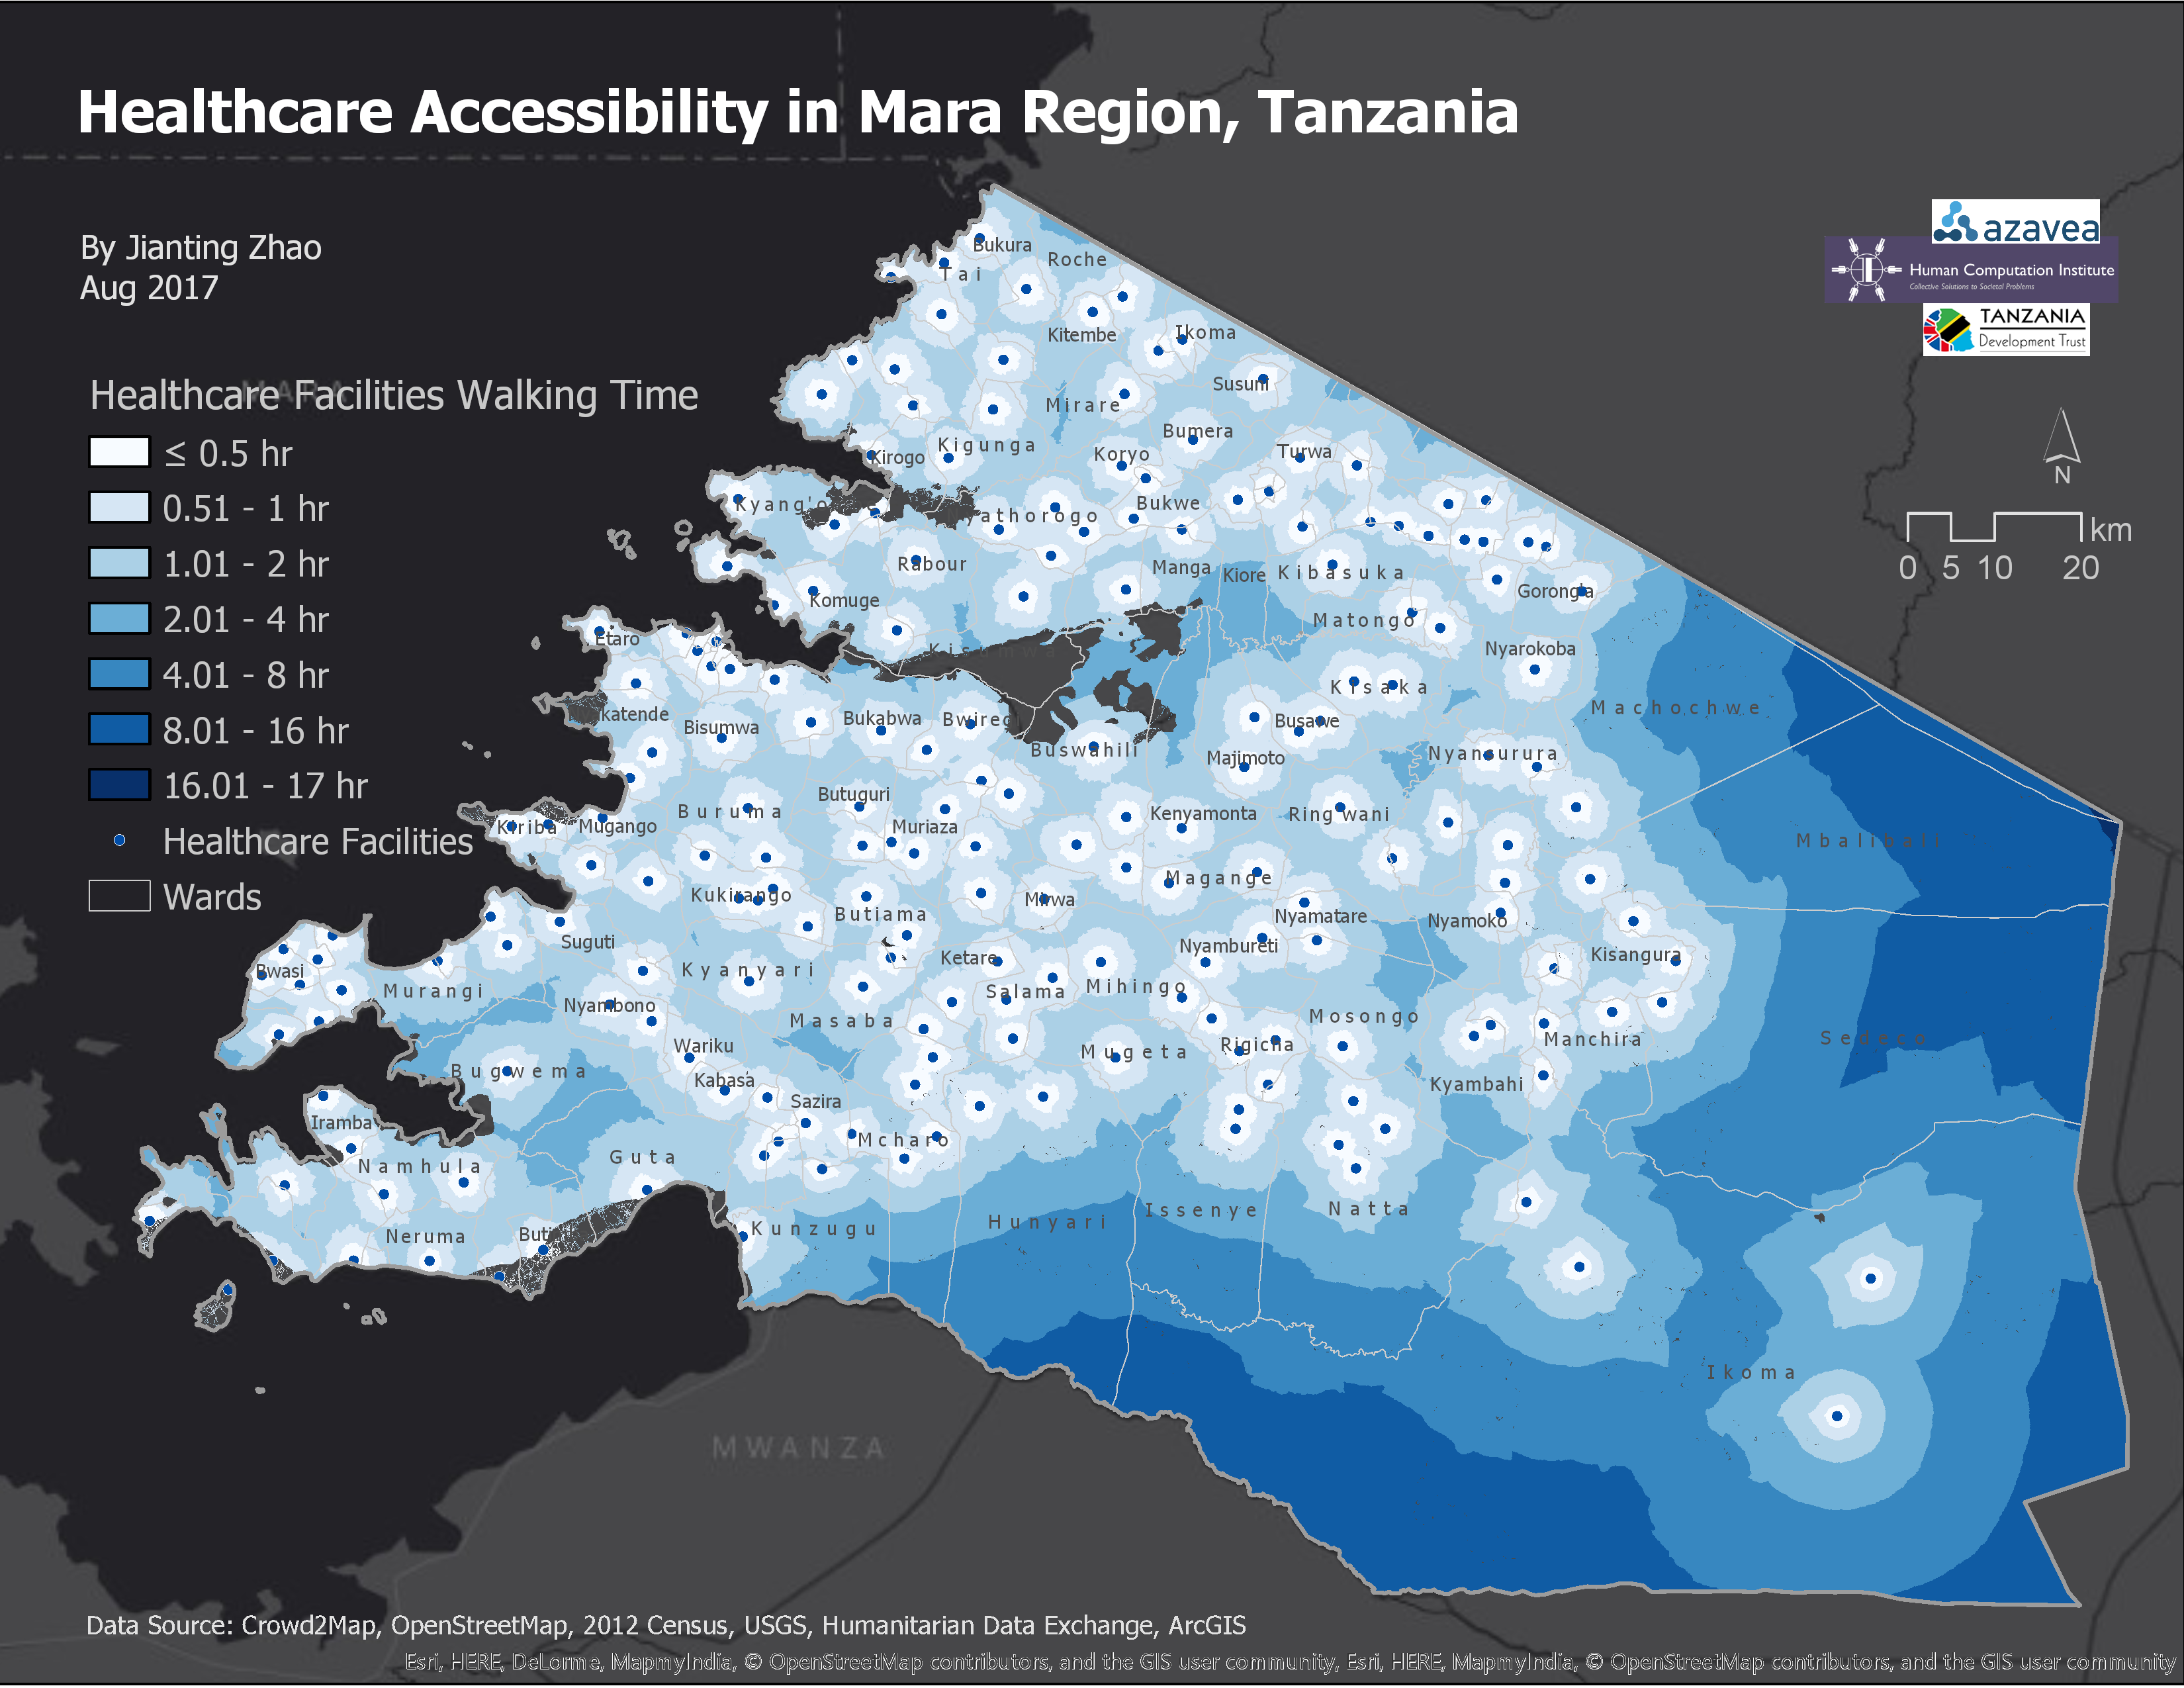 Healthcare Accessibility in Mara Region, Tanzania
By Jianting Zhao
Aug 2017
azavea
Human Computation Institute
Collective Solutions to Societal Problems
TANZANIA
Development Trust
N
km
0 5 10 20
MARA
Healthcare Facilities Walking Time
≤ 0.5 hr
0.51 - 1 hr
1.01 - 2 hr
2.01 - 4 hr
4.01 - 8 hr
8.01 - 16 hr
16.01 - 17 hr
Healthcare Facilities
Wards
Bukura
Roche
Tai
Kitembe
Ikoma
Susuni
Mirare
Bumera
Kigunga
Kirogo
Koryo
Turwa
Kyang'o
Bukwe
yathorogo
Rabour
Manga
Kiore
Kibasuka
Gorongia
Komuge
Matongo
Etaro
Kisumwa
Nyarokoba
Kisaka
katende
Bisumwa
Bukabwa
Bwireg
Busawe
Machochwe
Buswahili
Majimoto
Nyansurura
Butuguri
Buruma
Kenyamonta
Ring'wani
Kiriba
Mugango
Muriaza
Mbalibali
Magange
Kukirango
Mirwa
Butiama
Nyamatare
Nyamoko
Suguti
Nyambureti
Ketare
Kisangura
Bwasi
Kyanyari
Murangi
Salama
Mihingo
Nyambono
Masaba
Mosongo
Wariku
Mugeta
Rigicha
Manchira
Sedeco
Bugwema
Kabasa
Kyambahi
Sazira
Iramba
Mcharo
Guta
Namhula
Natta
Issenye
Hunyari
Kunzugu
Neruma
But
Ikoma
MWANZA
Data Source: Crowd2Map, OpenStreetMap, 2012 Census, USGS, Humanitarian Data Exchange, ArcGIS
Esri, HERE, DeLorme, MapmyIndia, © OpenStreetMap contributors, and the GIS user community, Esri, HERE, MapmyIndia, © OpenStreetMap contributors, and the GIS user community